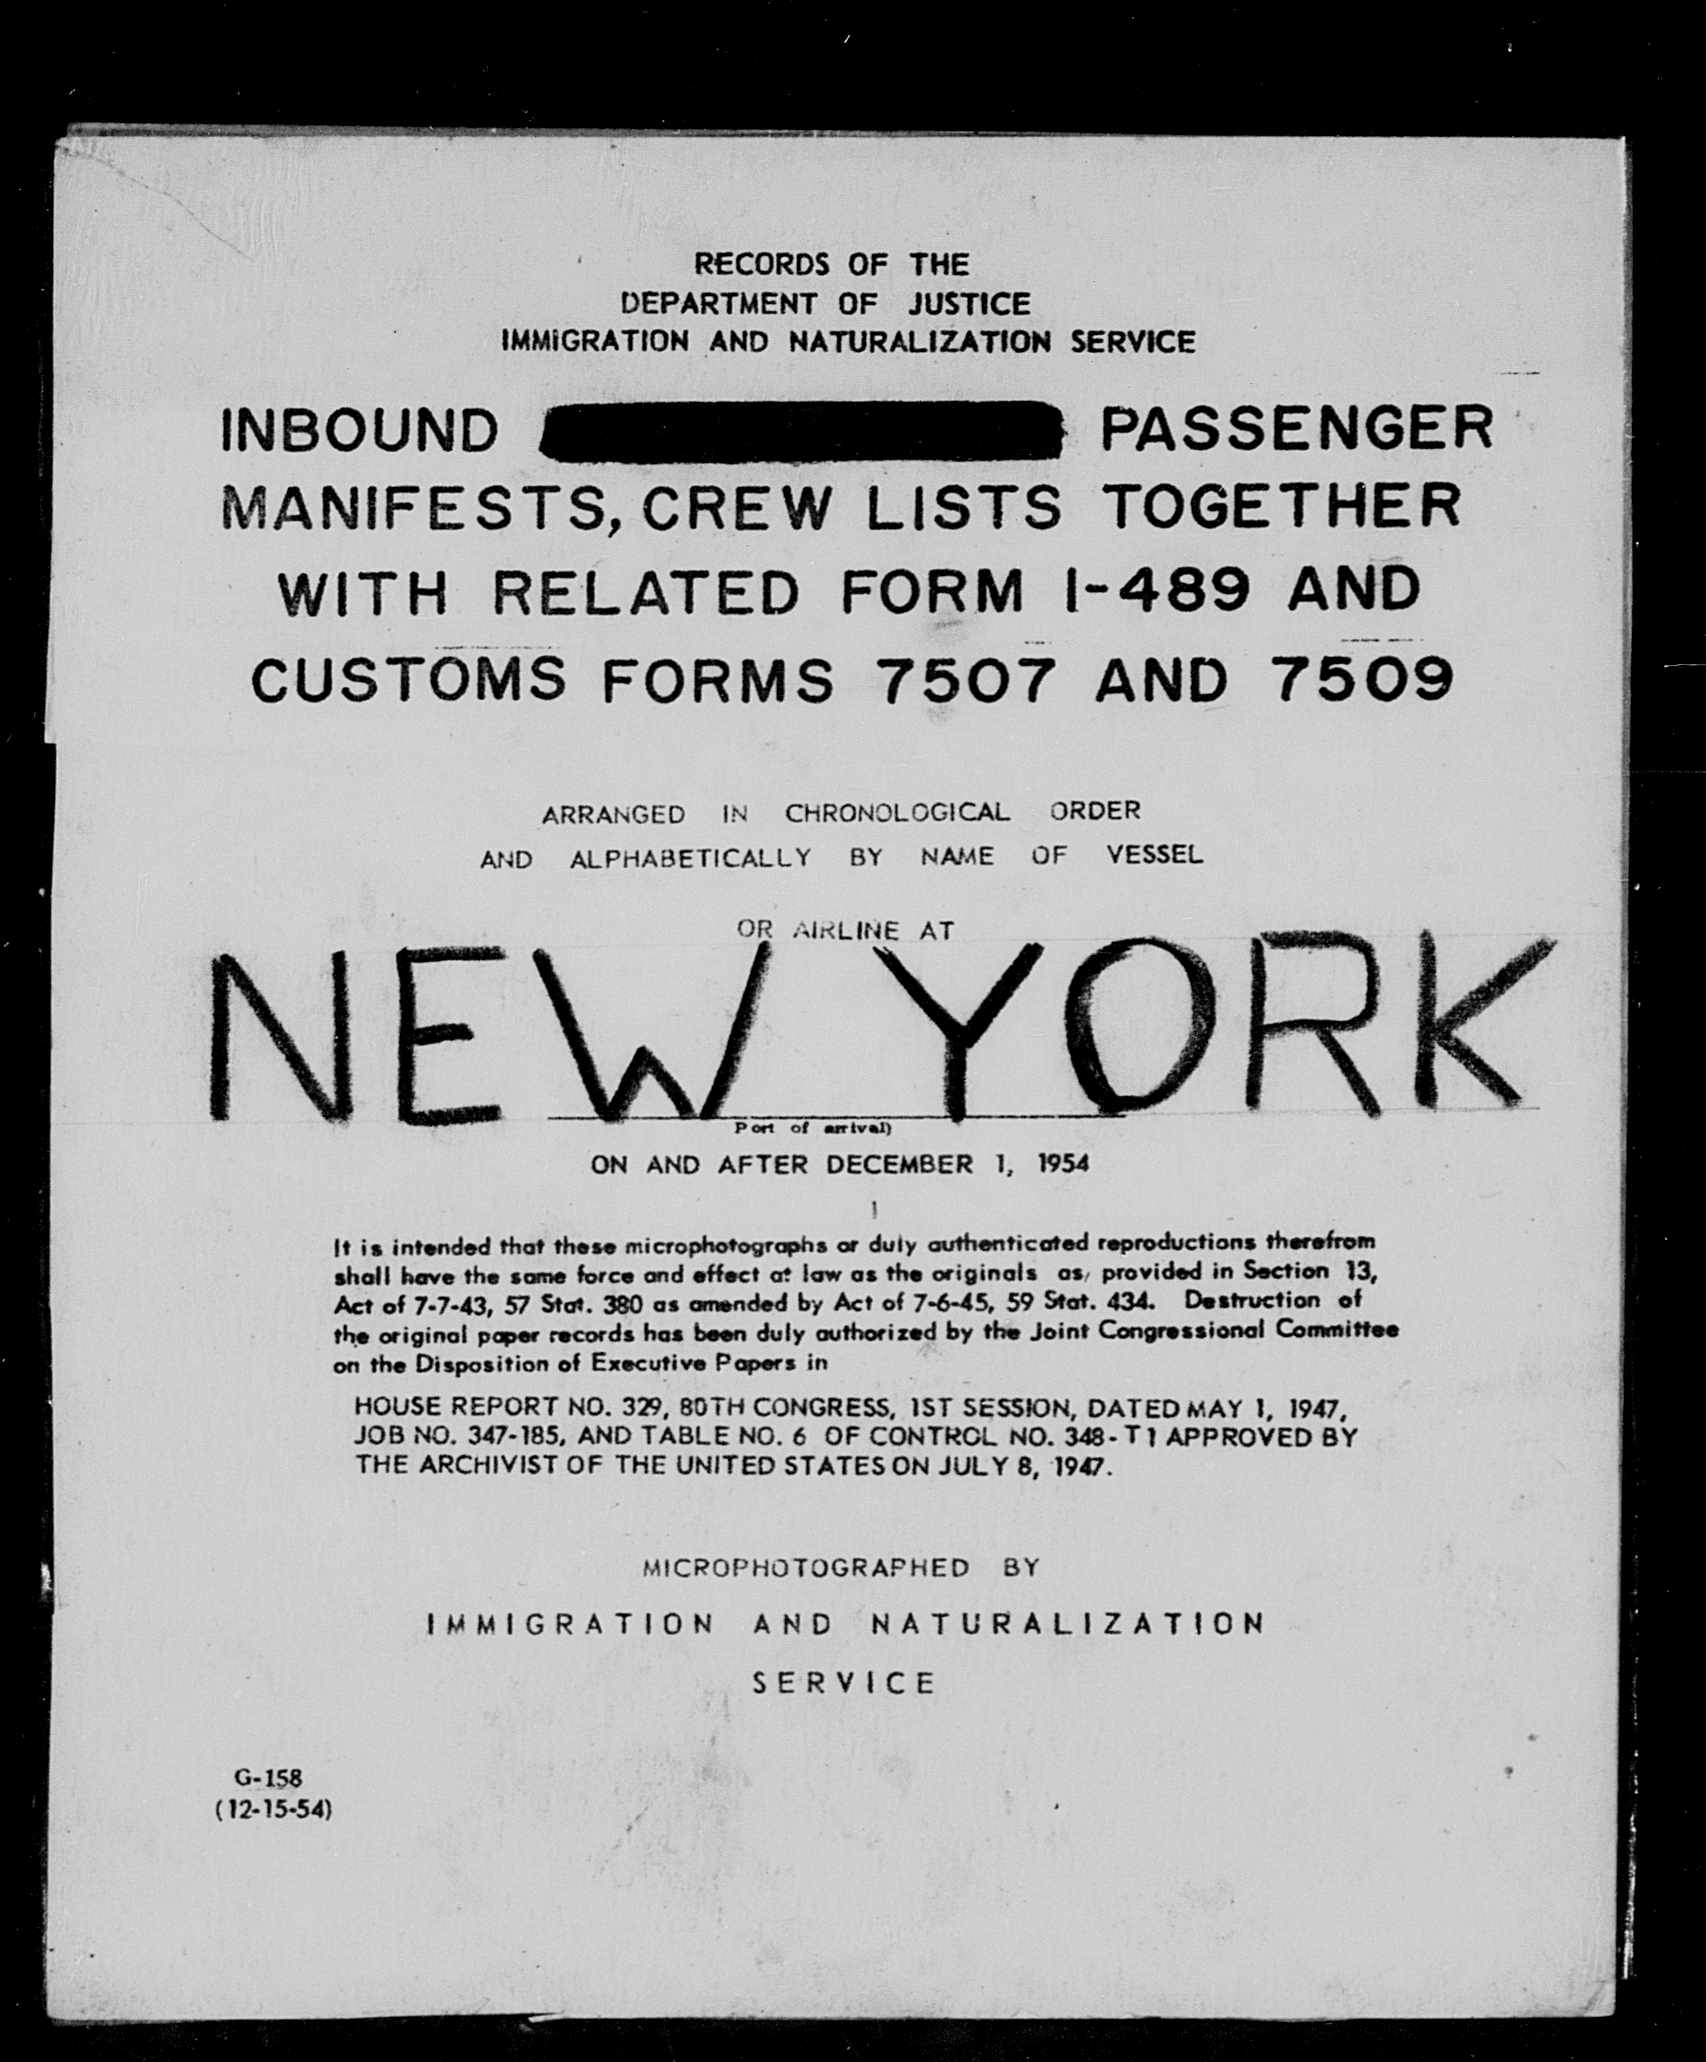 RECORDS OF THE
DEPARTMENT OF JUSTICE
IMMIGRATION AND NATURALIZATION SERVICE
INBOUND PASSENGER
MANIFESTS, CREW LISTS TOGETHER
WITH RELATED FORM I-489 AND
CUSTOMS FORMS 7507 AND 7509
ARRANGED IN CHRONOLOGICAL ORDER
AND ALPHABETICALLY BY NAME OF VESSEL
OR AIRLINE AT
NEW YORK
Port of arrival)
ON AND AFTER DECEMBER 1, 1954
It is intended that these microphotographs or duly authenticated reproductions therefrom
shall have the same force and effect at law as the originals as, provided in Section 13,
Act of 7-7-43, 57 Stat. 380 as amended by Act of 7-6-45, 59 Stat. 434. Destruction of
the original paper records has been duly authorized by the Joint Congressional Committee
on the Disposition of Executive Papers in
HOUSE REPORT NO. 329, 80TH CONGRESS, 1ST SESSION, DATED MAY 1, 1947,
JOB NO. 347-185, AND TABLE NO. 6 OF CONTROL NO. 348-T1 APPROVED BY
THE ARCHIVIST OF THE UNITED STATES ON JULY 8, 1947.
MICROPHOTOGRAPHED BY
IMMIGRATION AND NATURALIZATION
SERVICE
G-158
(12-15-54)